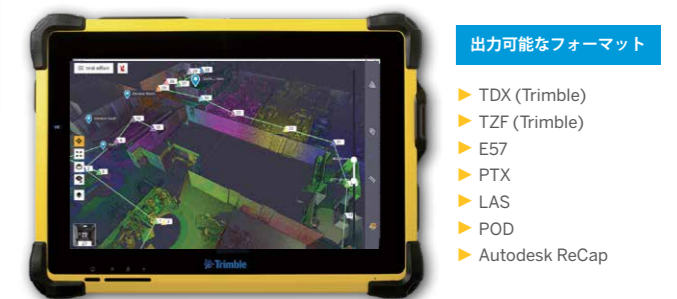 出力可能なフォーマット
► TDX (Trimble)
► TZF (Trimble)
► E57
► PTX
► LAS
► POD
► Autodesk ReCap
Trimble